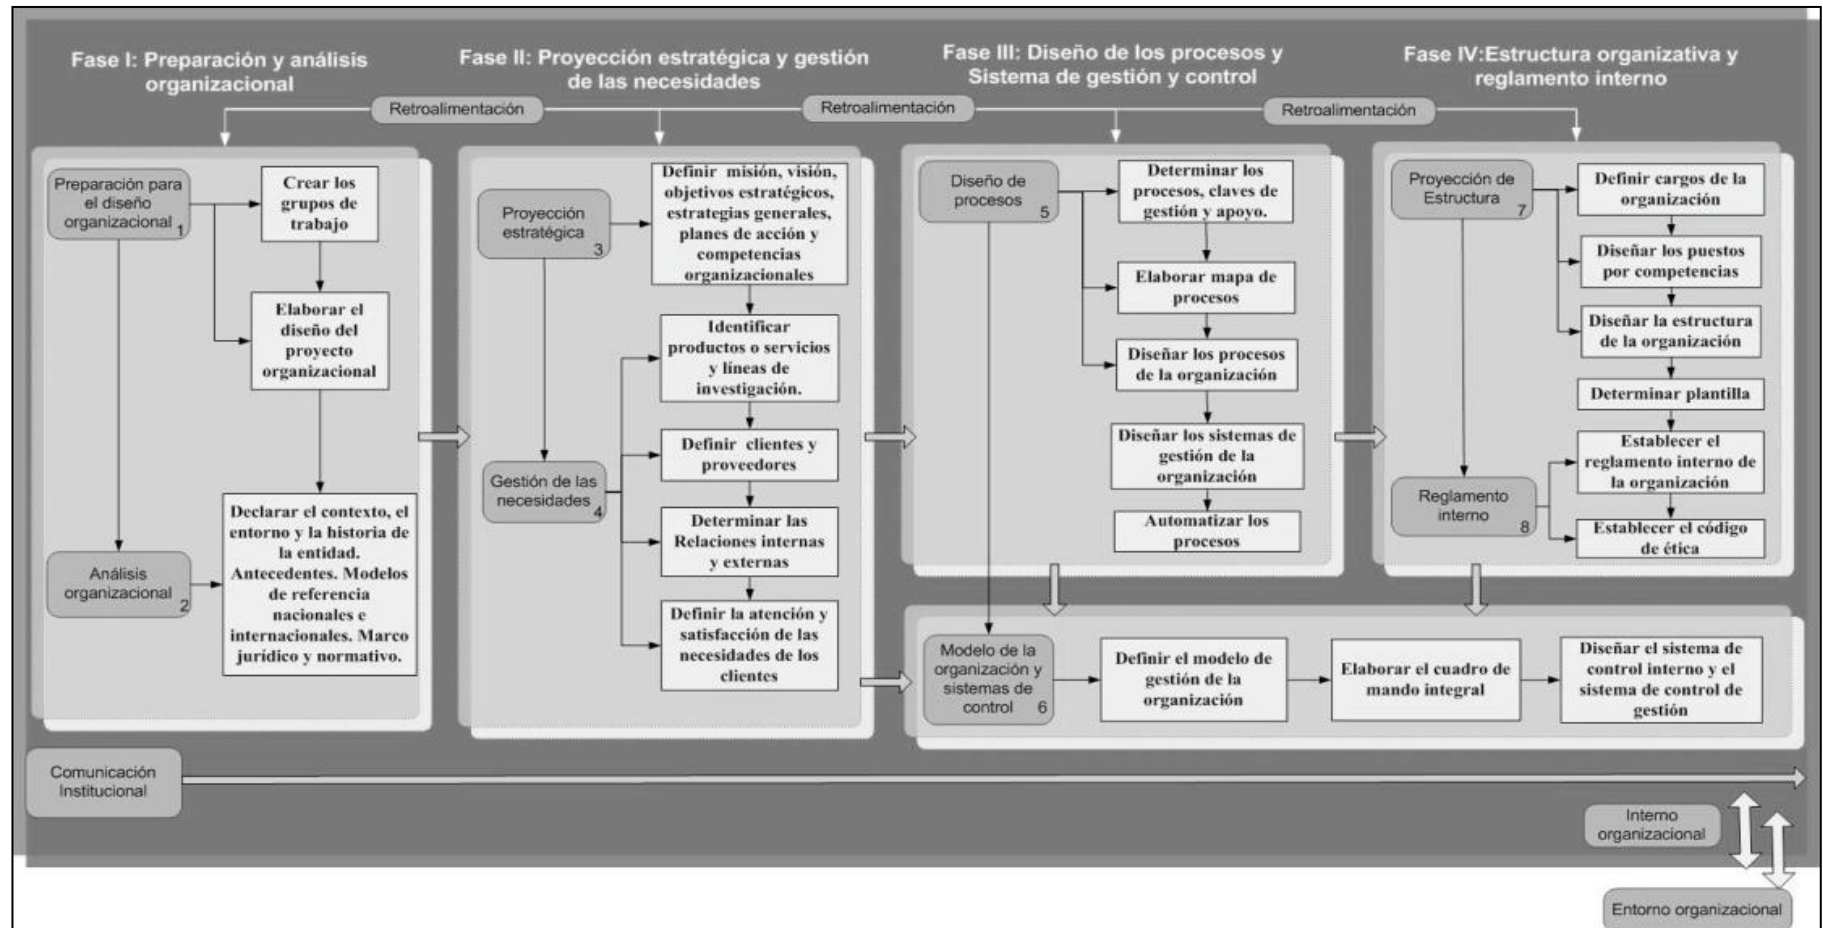 Fase I: Preparación y análisis
organizacional
Fase II: Proyección estratégica y gestión
de las necesidades
Fase III: Diseño de los procesos y
Sistema de gestión y control
Fase IV:Estructura organizativa y
reglamento interno
Retroalimentación
Retroalimentación
Retroalimentación
Preparación para
el diseño
organizacional
1
Crear los
grupos de
trabajo
Elaborar el
diseño del
proyecto
organizacional
Análisis
organizacional
2
Declarar el contexto, el
entorno y la historia de
la entidad.
Antecedentes. Modelos
de referencia
nacionales e
internacionales. Marco
jurídico y normativo.
Proyección
estratégica
3
Definir misión, visión,
objetivos estratégicos,
estrategias generales,
planes de acción y
competencias
organizacionales
Identificar
productos o servicios
y líneas de
investigación.
Definir clientes y
proveedores
Gestión de las
necesidades
4
Determinar las
Relaciones internas
y externas
Definir la atención y
satisfacción de las
necesidades de los
clientes
Diseño de
procesos
5
Determinar los
procesos, claves de
gestión y apoyo.
Elaborar mapa de
procesos
Diseñar los procesos
de la organización
Diseñar los sistemas de
gestión de la
organización
Automatizar los
procesos
Proyección de
Estructura
7
Definir cargos de la
organización
Diseñar los puestos
por competencias
Diseñar la estructura
de la organización
Determinar plantilla
Establecer el
reglamento interno de
la organización
Reglamento
interno
8
Establecer el código
de ética
Modelo de la
organización y
sistemas de
control
6
Definir el modelo de
gestión de la
organización
Elaborar el cuadro de
mando integral
Diseñar el sistema de
control interno y el
sistema de control de
gestión
Comunicación
Institucional
Interno
organizacional
Entorno organizacional